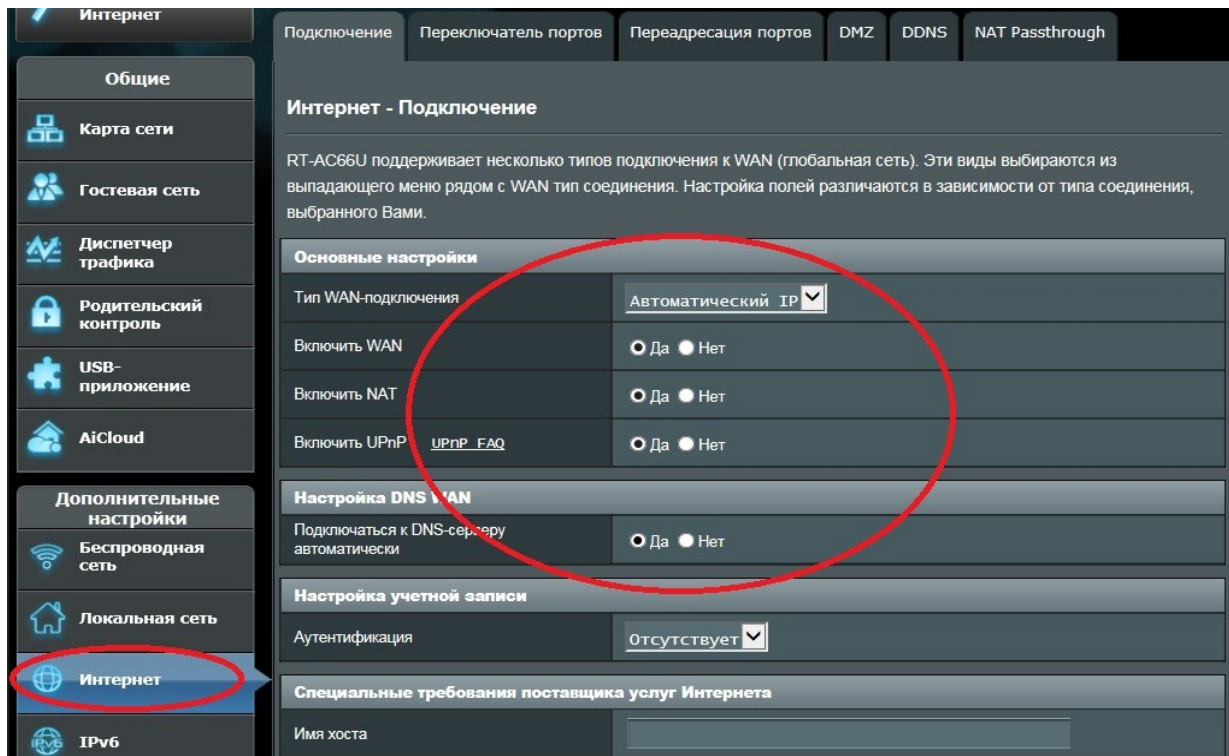 Интернет
Общие
Карта сети
Гостевая сеть
Диспетчер
трафика
Родительский
контроль
USB-
приложение
AiCloud
Дополнительные
настройки
Беспроводная
сеть
Локальная сеть
Интернет
IPv6
Подключение Переключатель портов Переадресация портов DMZ DDNS NAT Passthrough
Интернет - Подключение
RT-AC66U поддерживает несколько типов подключения к WAN (глобальная сеть). Эти виды выбираются из
выпадающего меню рядом с WAN тип соединения. Настройка полей различаются в зависимости от типа соединения,
выбранного Вами.
Основные настройки
Тип WAN-подключения Автоматический IP
Включить WAN Да Нет
Включить NAT Да Нет
Включить UPnP UPnP FAQ Да Нет
Настройка DNS WAN
Подключаться к DNS-серверу
автоматически Да Нет
Настройка учетной записи
Аутентификация Отсутствует
Специальные требования поставщика услуг Интернета
Имя хоста
IPv6